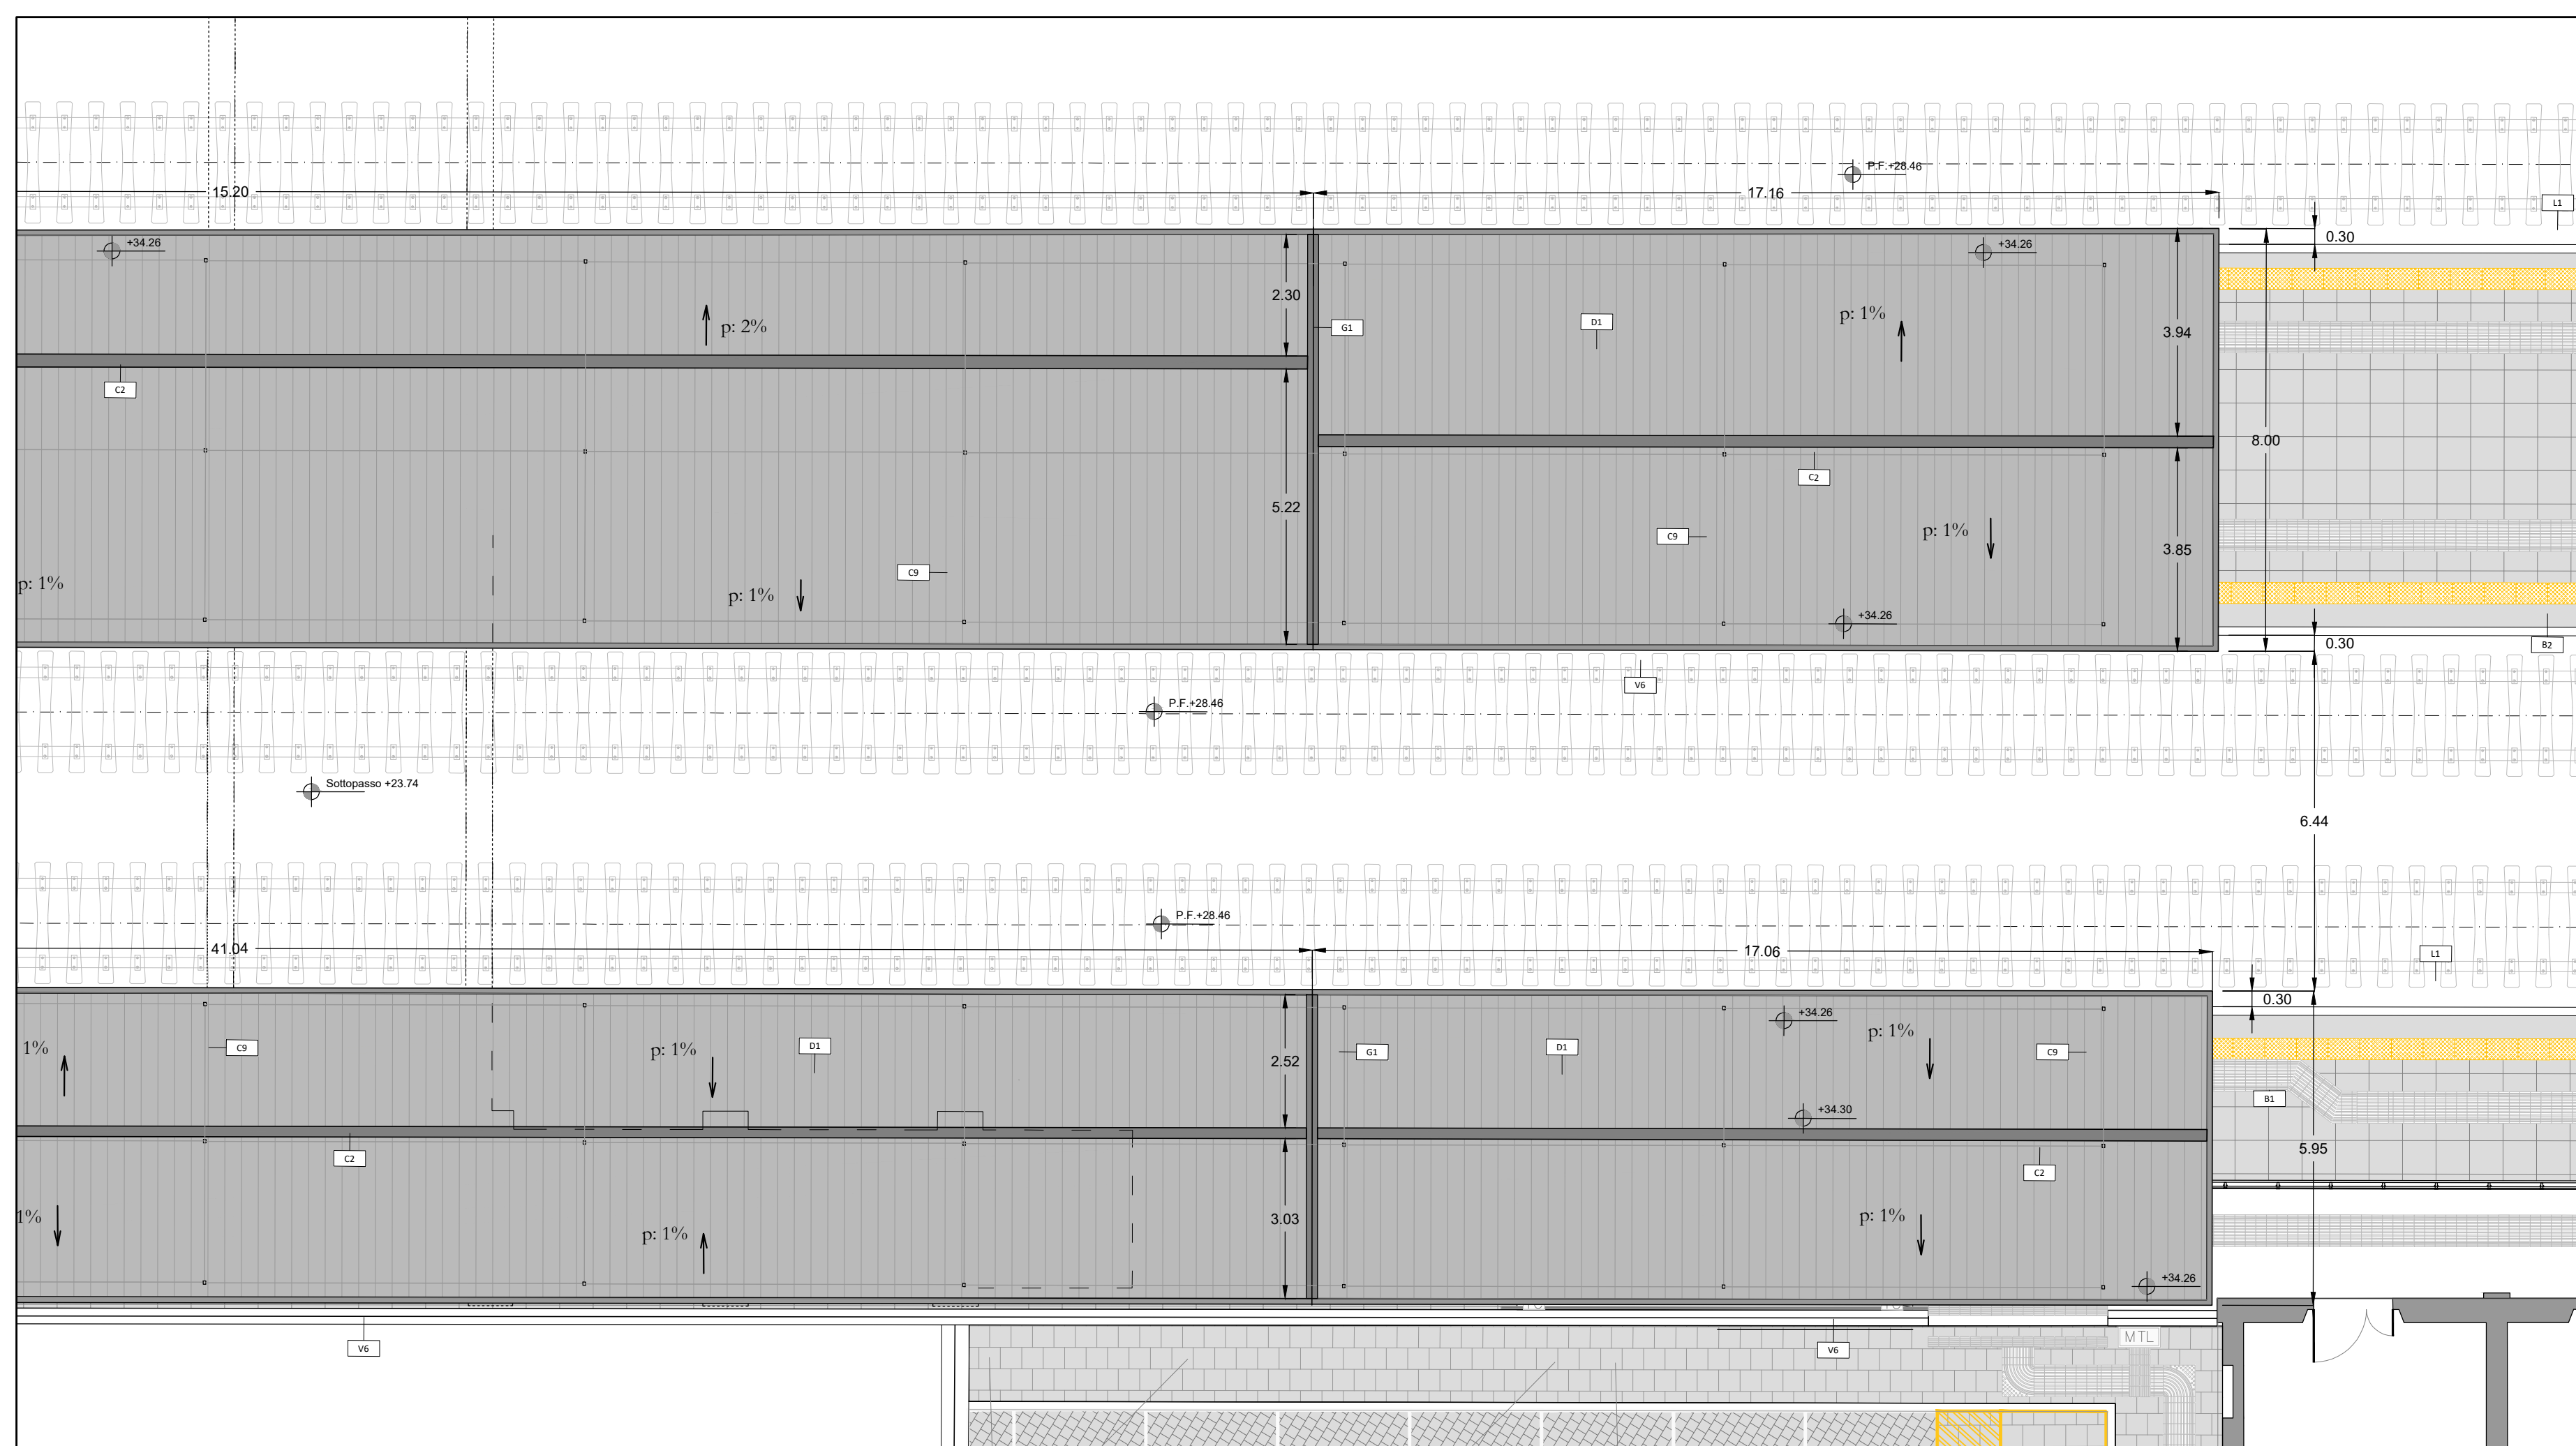 P.F.+28.46
15.20
17.16
L1
0.30
+34.26
+34.26
2.30
p: 2%
G1
D1
p: 1%
3.94
C2
8.00
C2
5.22
C9
p: 1%
3.85
C9
p: 1%
p: 1%
+34.26
0.30
B2
V6
P.F.+28.46
Sottopasso +23.74
6.44
P.F.+28.46
41.04
17.06
L1
0.30
+34.26
p: 1%
C9
1%
p: 1%
D1
G1
D1
C9
2.52
B1
+34.30
C2
5.95
C2
1%
p: 1%
3.03
p: 1%
+34.26
MTL
V6
V6